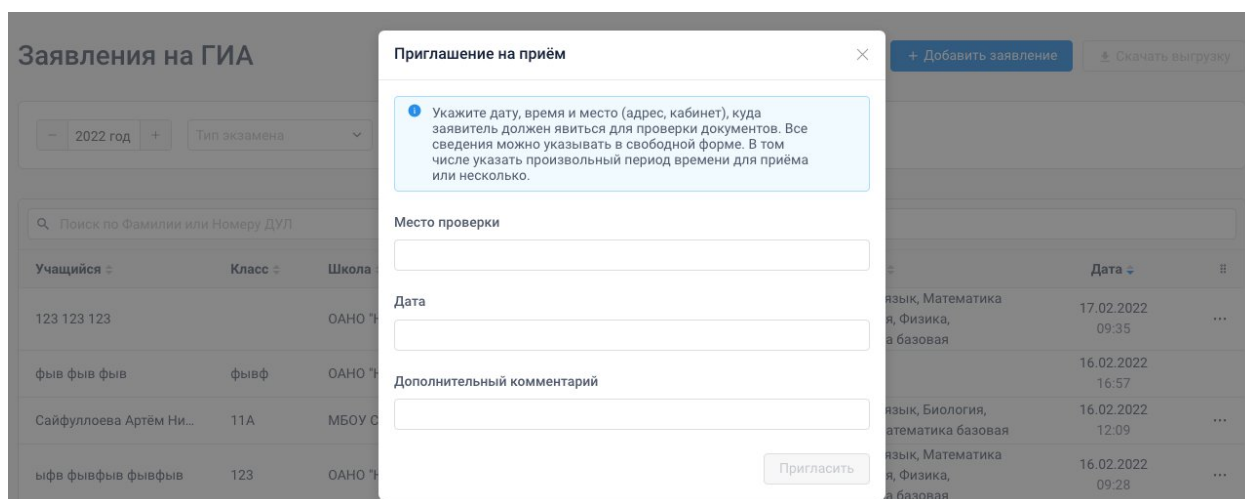 Заявления на ГИА
Приглашение на приём
+ Добавить заявление
Скачать выгрузку
Укажите дату, время и место (адрес, кабинет), куда
заявитель должен явиться для проверки документов. Все
сведения можно указывать в свободной форме. В том
числе указать произвольный период времени для приёма
или несколько.
− 2022 год +
Тип экзамена
Поиск по Фамилии или Номеру ДУЛ
Место проверки
Учащийся
Класс
Школа
Дата
Дата
123 123 123
ОАНО "Н
язык, Математика
я, Физика,
а базовая
17.02.2022
09:35
...
фыв фыв фыв
фывф
ОАНО "Н
16.02.2022
16:57
Дополнительный комментарий
Сайфуллоева Артём Ни...
11А
МБОУ С
язык, Биология,
атематика базовая
16.02.2022
12:09
...
ыфв фывфыв фывфыв
123
ОАНО "Н
язык, Математика
я, Физика,
а базовая
16.02.2022
09:28
...
Пригласить